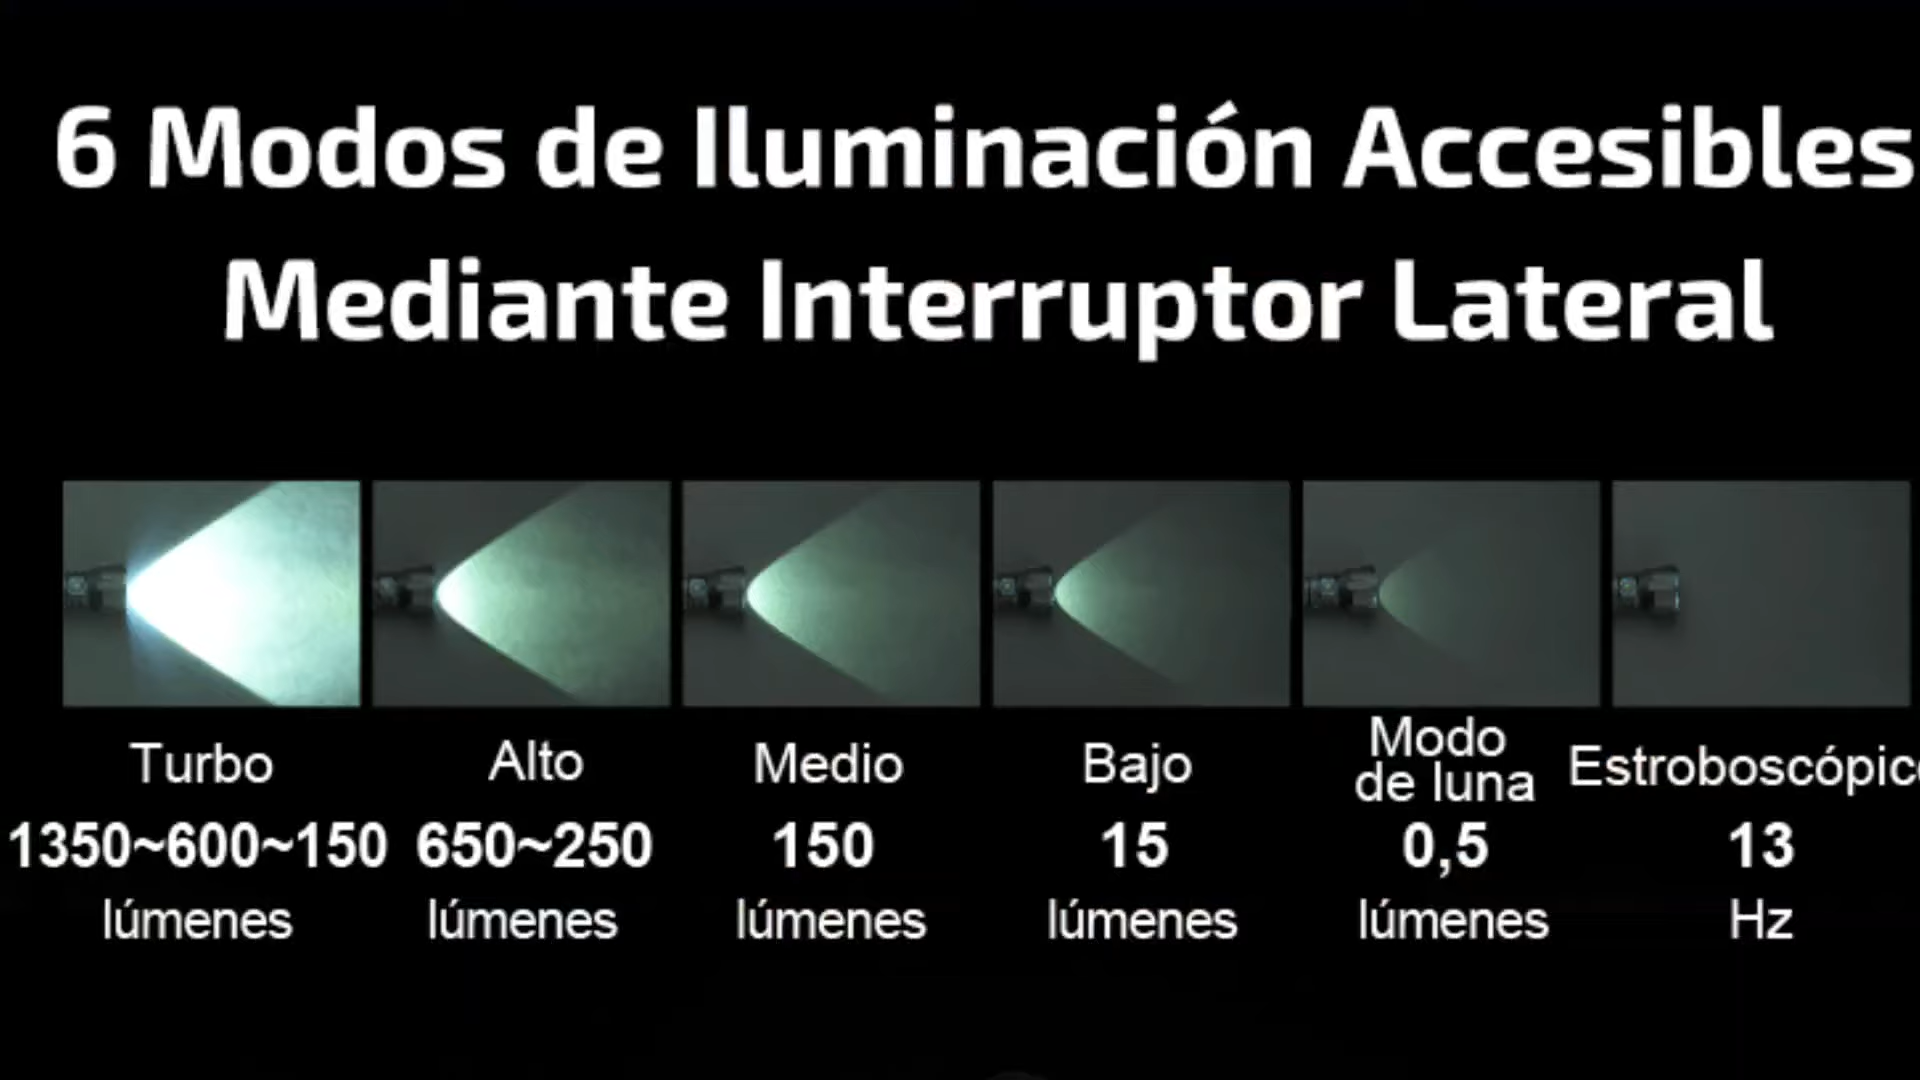 6 Modos de Iluminación Accesibles
Mediante Interruptor Lateral
Turbo
1350~600~150
lúmenes
Alto
650~250
lúmenes
Medio
150
lúmenes
Bajo
15
lúmenes
Modo
de luna
0,5
lúmenes
Estroboscópico
13
Hz